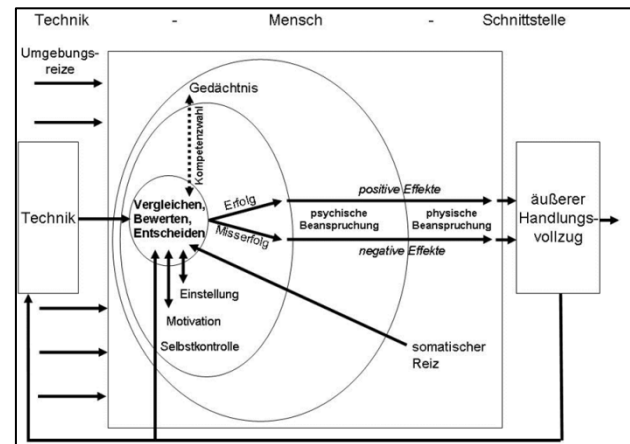 Technik - Mensch - Schnittstelle
Umgebungs-
reize
Gedächtnis
Kompetenzwahl
Technik
Vergleichen,
Bewerten,
Entscheiden
Erfolg
Misserfolg
positive Effekte
psychische
Beanspruchung
physische
Beanspruchung
negative Effekte
äußerer
Handlungs-
vollzug
Einstellung
Motivation
Selbstkontrolle
somatischer
Reiz